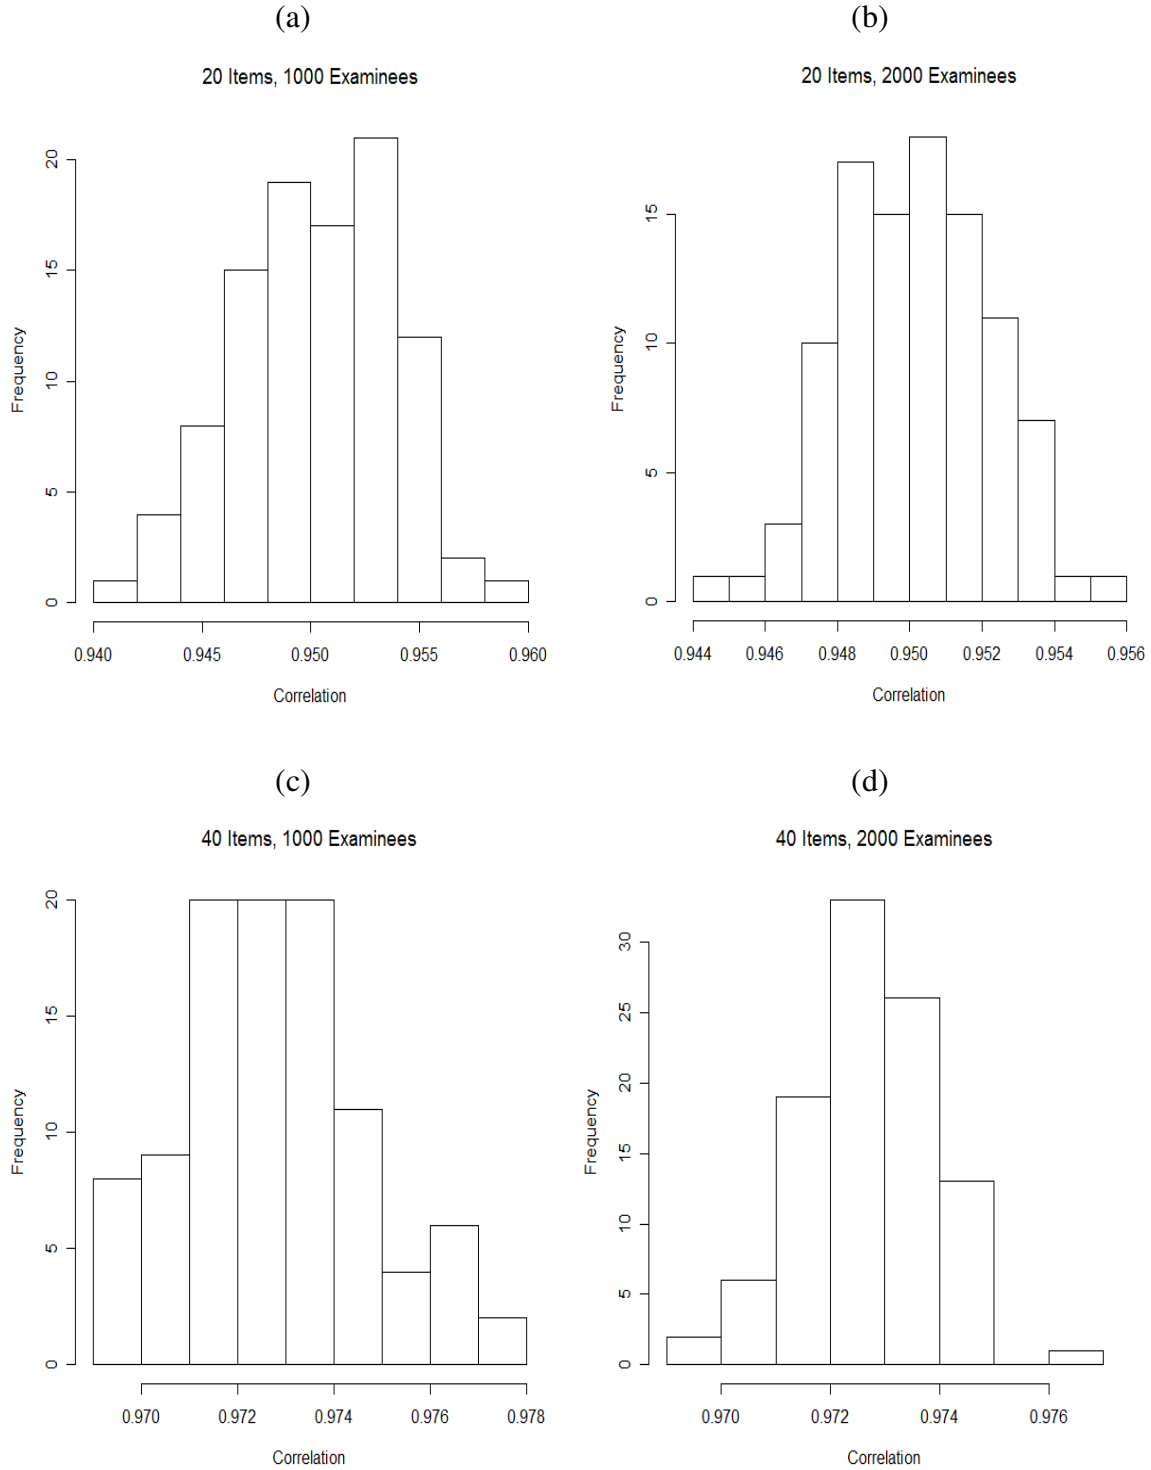 (a)
20 Items, 1000 Examinees
20
15
10
5
0
Frequency
0.940 0.945 0.950 0.955 0.960
Correlation
(b)
20 Items, 2000 Examinees
15
10
5
0
Frequency
0.944 0.946 0.948 0.950 0.952 0.954 0.956
Correlation
(c)
40 Items, 1000 Examinees
20
15
10
5
0
Frequency
0.970 0.972 0.974 0.976 0.978
Correlation
(d)
40 Items, 2000 Examinees
30
25
20
15
10
5
0
Frequency
0.970 0.972 0.974 0.976
Correlation